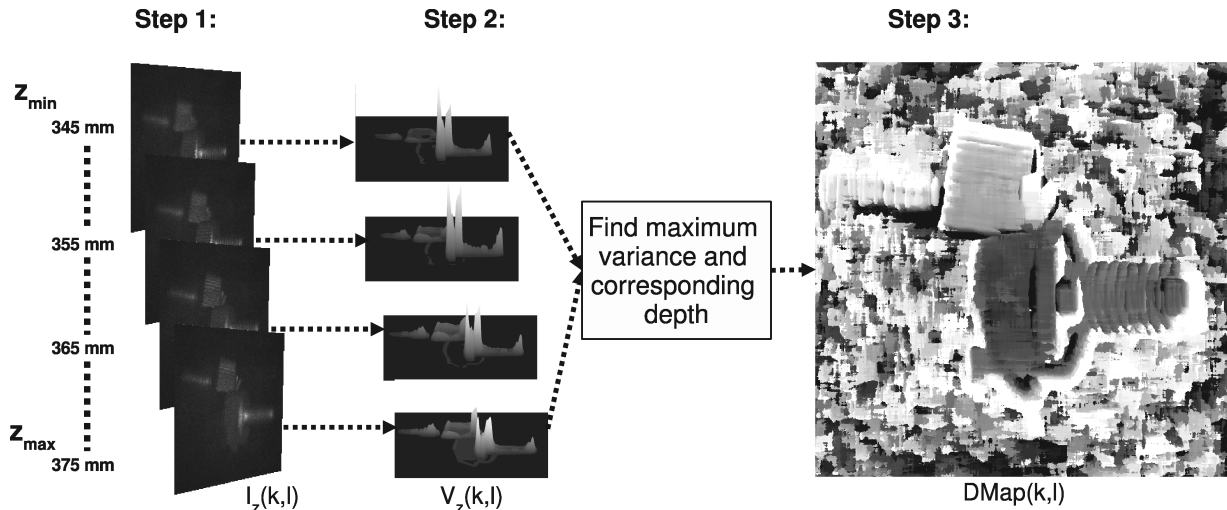 Step 1:
Step 2:
Step 3:
z_min
345 mm
355 mm
365 mm
z_max
375 mm
Find maximum
variance and
corresponding
depth
I_z(k,l)
V_z(k,l)
DMap(k,l)